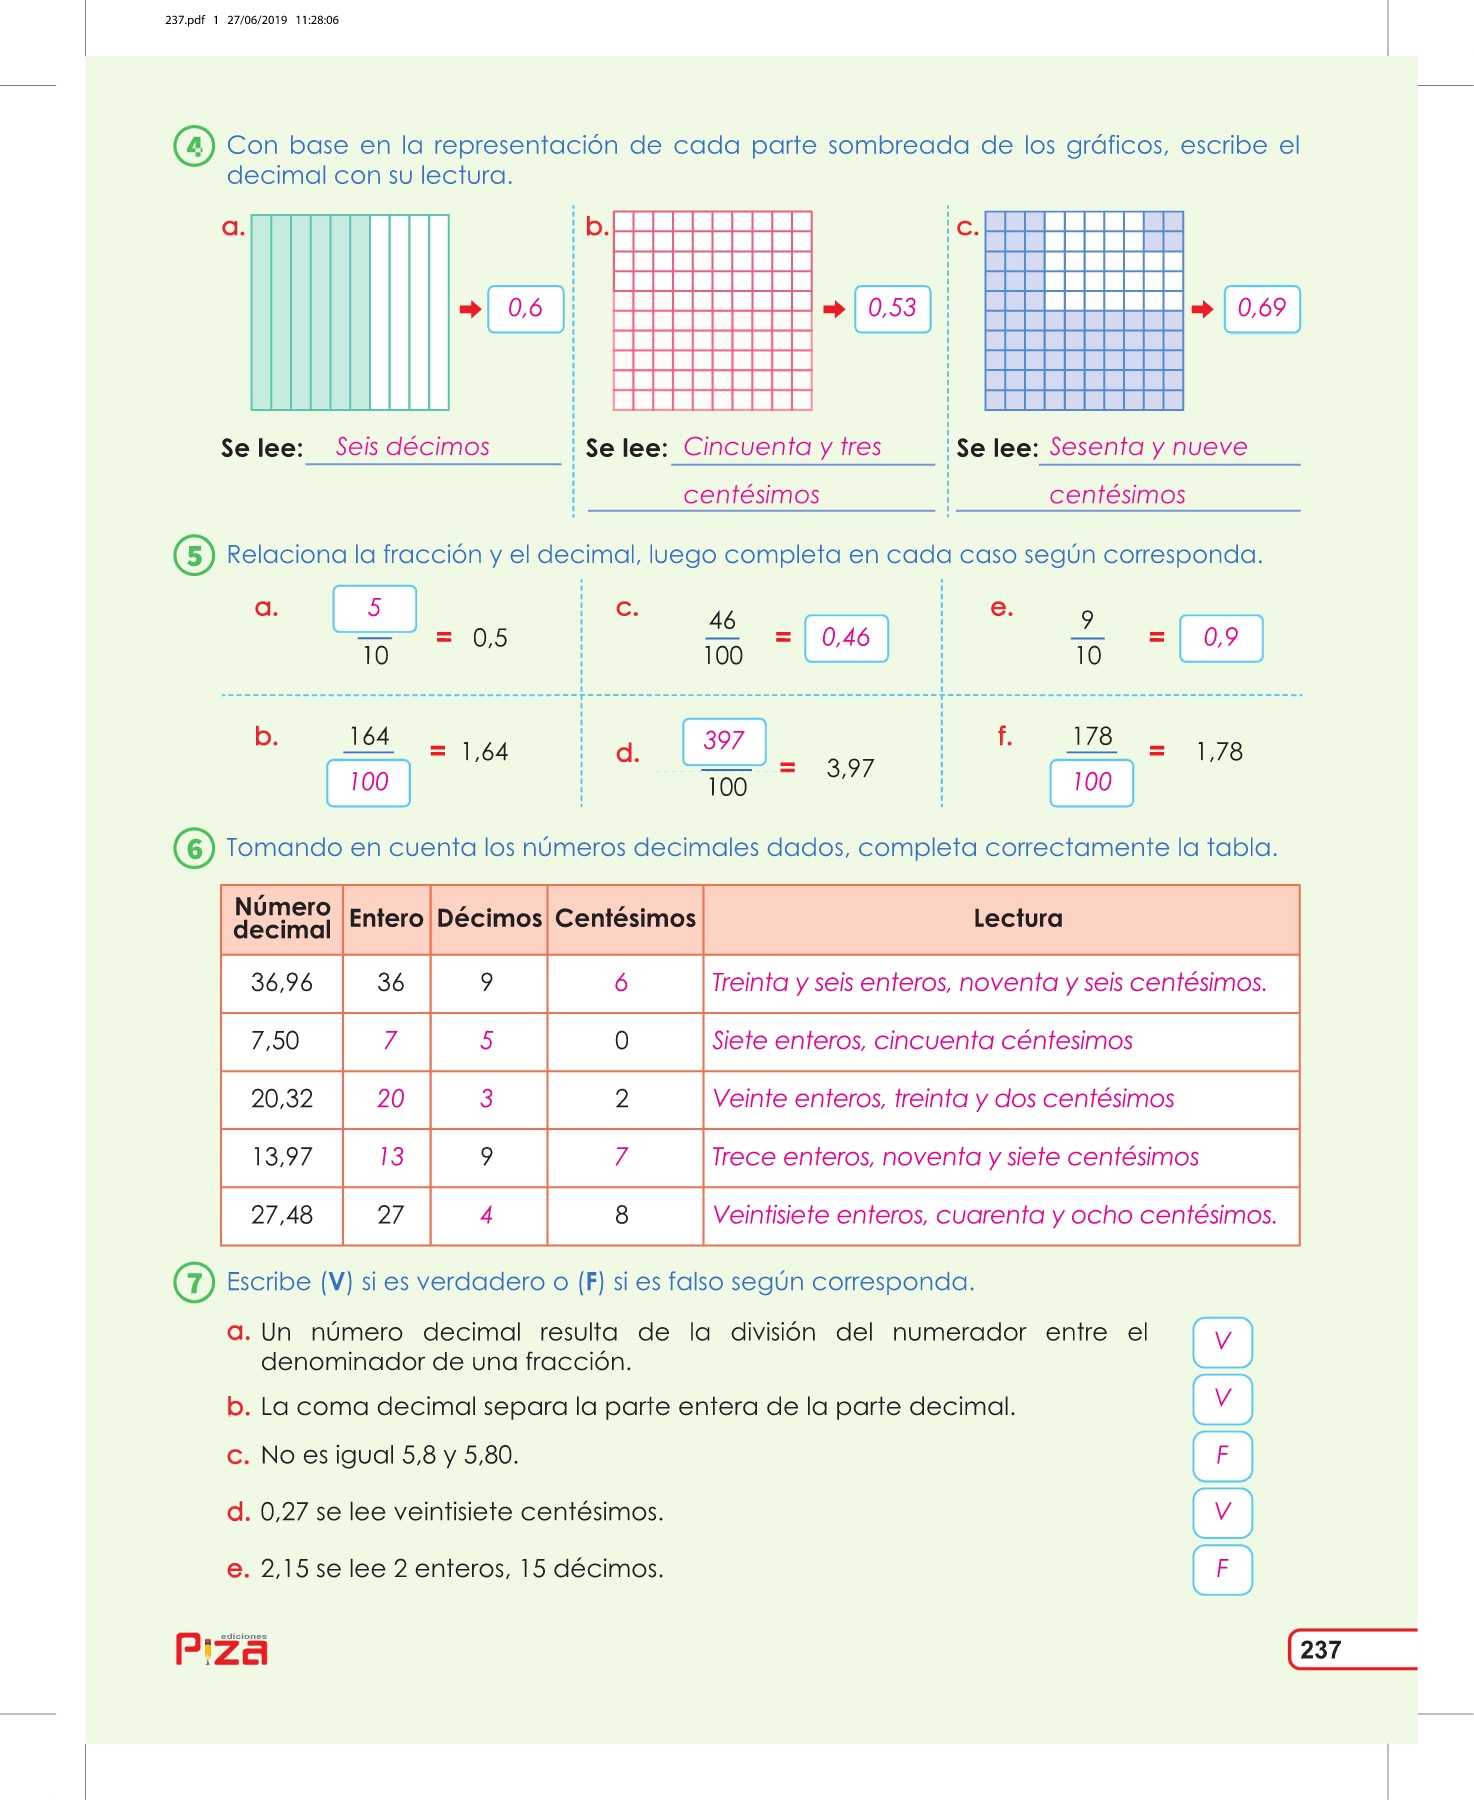 237.pdf 1 27/06/2019 11:28:06
4 Con base en la representación de cada parte sombreada de los gráficos, escribe el
decimal con su lectura.
a. 0,6
b. 0,53
c. 0,69
Se lee: Seis décimos
Se lee: Cincuenta y tres
centésimos
Se lee: Sesenta y nueve
centésimos
5 Relaciona la fracción y el decimal, luego completa en cada caso según corresponda.
a. 5/10 = 0,5
c. 46/100 = 0,46
e. 9/10 = 0,9
b. 164/100 = 1,64
d. 397/100 = 3,97
f. 178/100 = 1,78
6 Tomando en cuenta los números decimales dados, completa correctamente la tabla.
Número decimal Entero Décimos Centésimos Lectura
36,96 36 9 6 Treinta y seis enteros, noventa y seis centésimos.
7,50 7 5 0 Siete enteros, cincuenta céntesimos
20,32 20 3 2 Veinte enteros, treinta y dos centésimos
13,97 13 9 7 Trece enteros, noventa y siete centésimos
27,48 27 4 8 Veintisiete enteros, cuarenta y ocho centésimos.
7 Escribe (V) si es verdadero o (F) si es falso según corresponda.
a. Un número decimal resulta de la división del numerador entre el
denominador de una fracción. V
b. La coma decimal separa la parte entera de la parte decimal. V
c. No es igual 5,8 y 5,80. F
d. 0,27 se lee veintisiete centésimos. V
e. 2,15 se lee 2 enteros, 15 décimos. F
ediciones
Piza
237